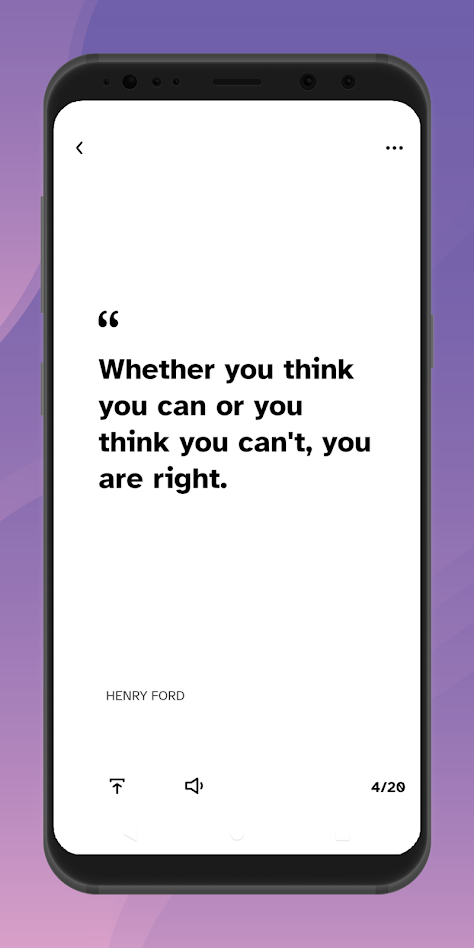 “
Whether you think
you can or you
think you can't, you
are right.
HENRY FORD
4/20